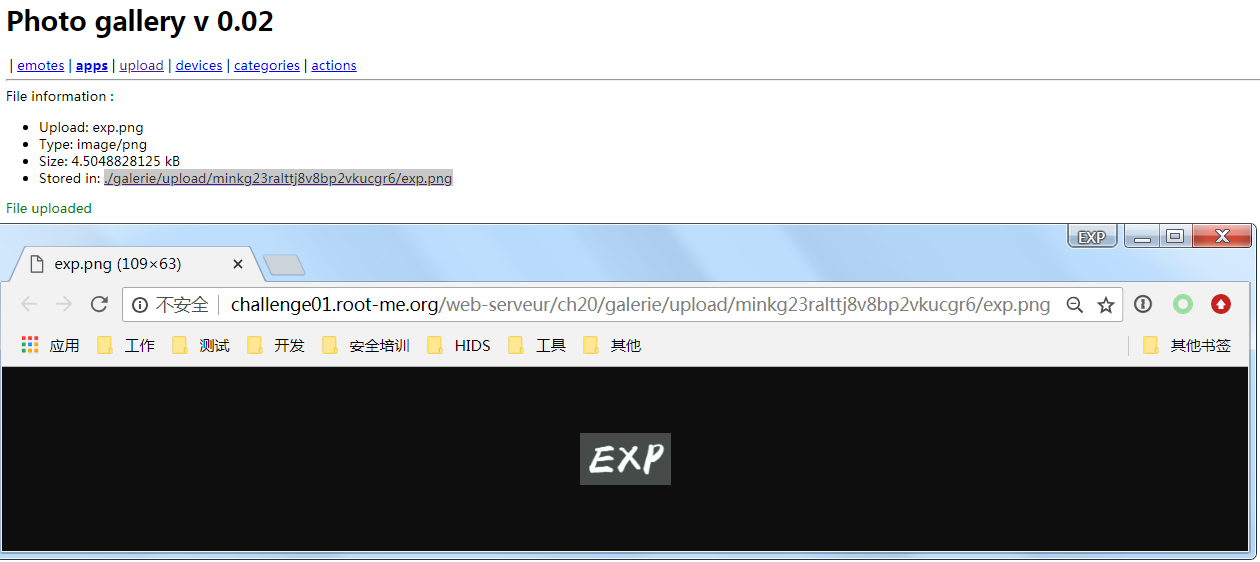 Photo gallery v 0.02
| emotes | apps | upload | devices | categories | actions
File information :
Upload: exp.png
Type: image/png
Size: 4.5048828125 kB
Stored in: ./galerie/upload/minkg23ralttj8v8bp2vkucgr6/exp.png
File uploaded
EXP
exp.png (109×63)
不安全 challenge01.root-me.org/web-serveur/ch20/galerie/upload/minkg23ralttj8v8bp2vkucgr6/exp.png
应用 工作 测试 开发 安全培训 HIDS 工具 其他 其他书签
EXP